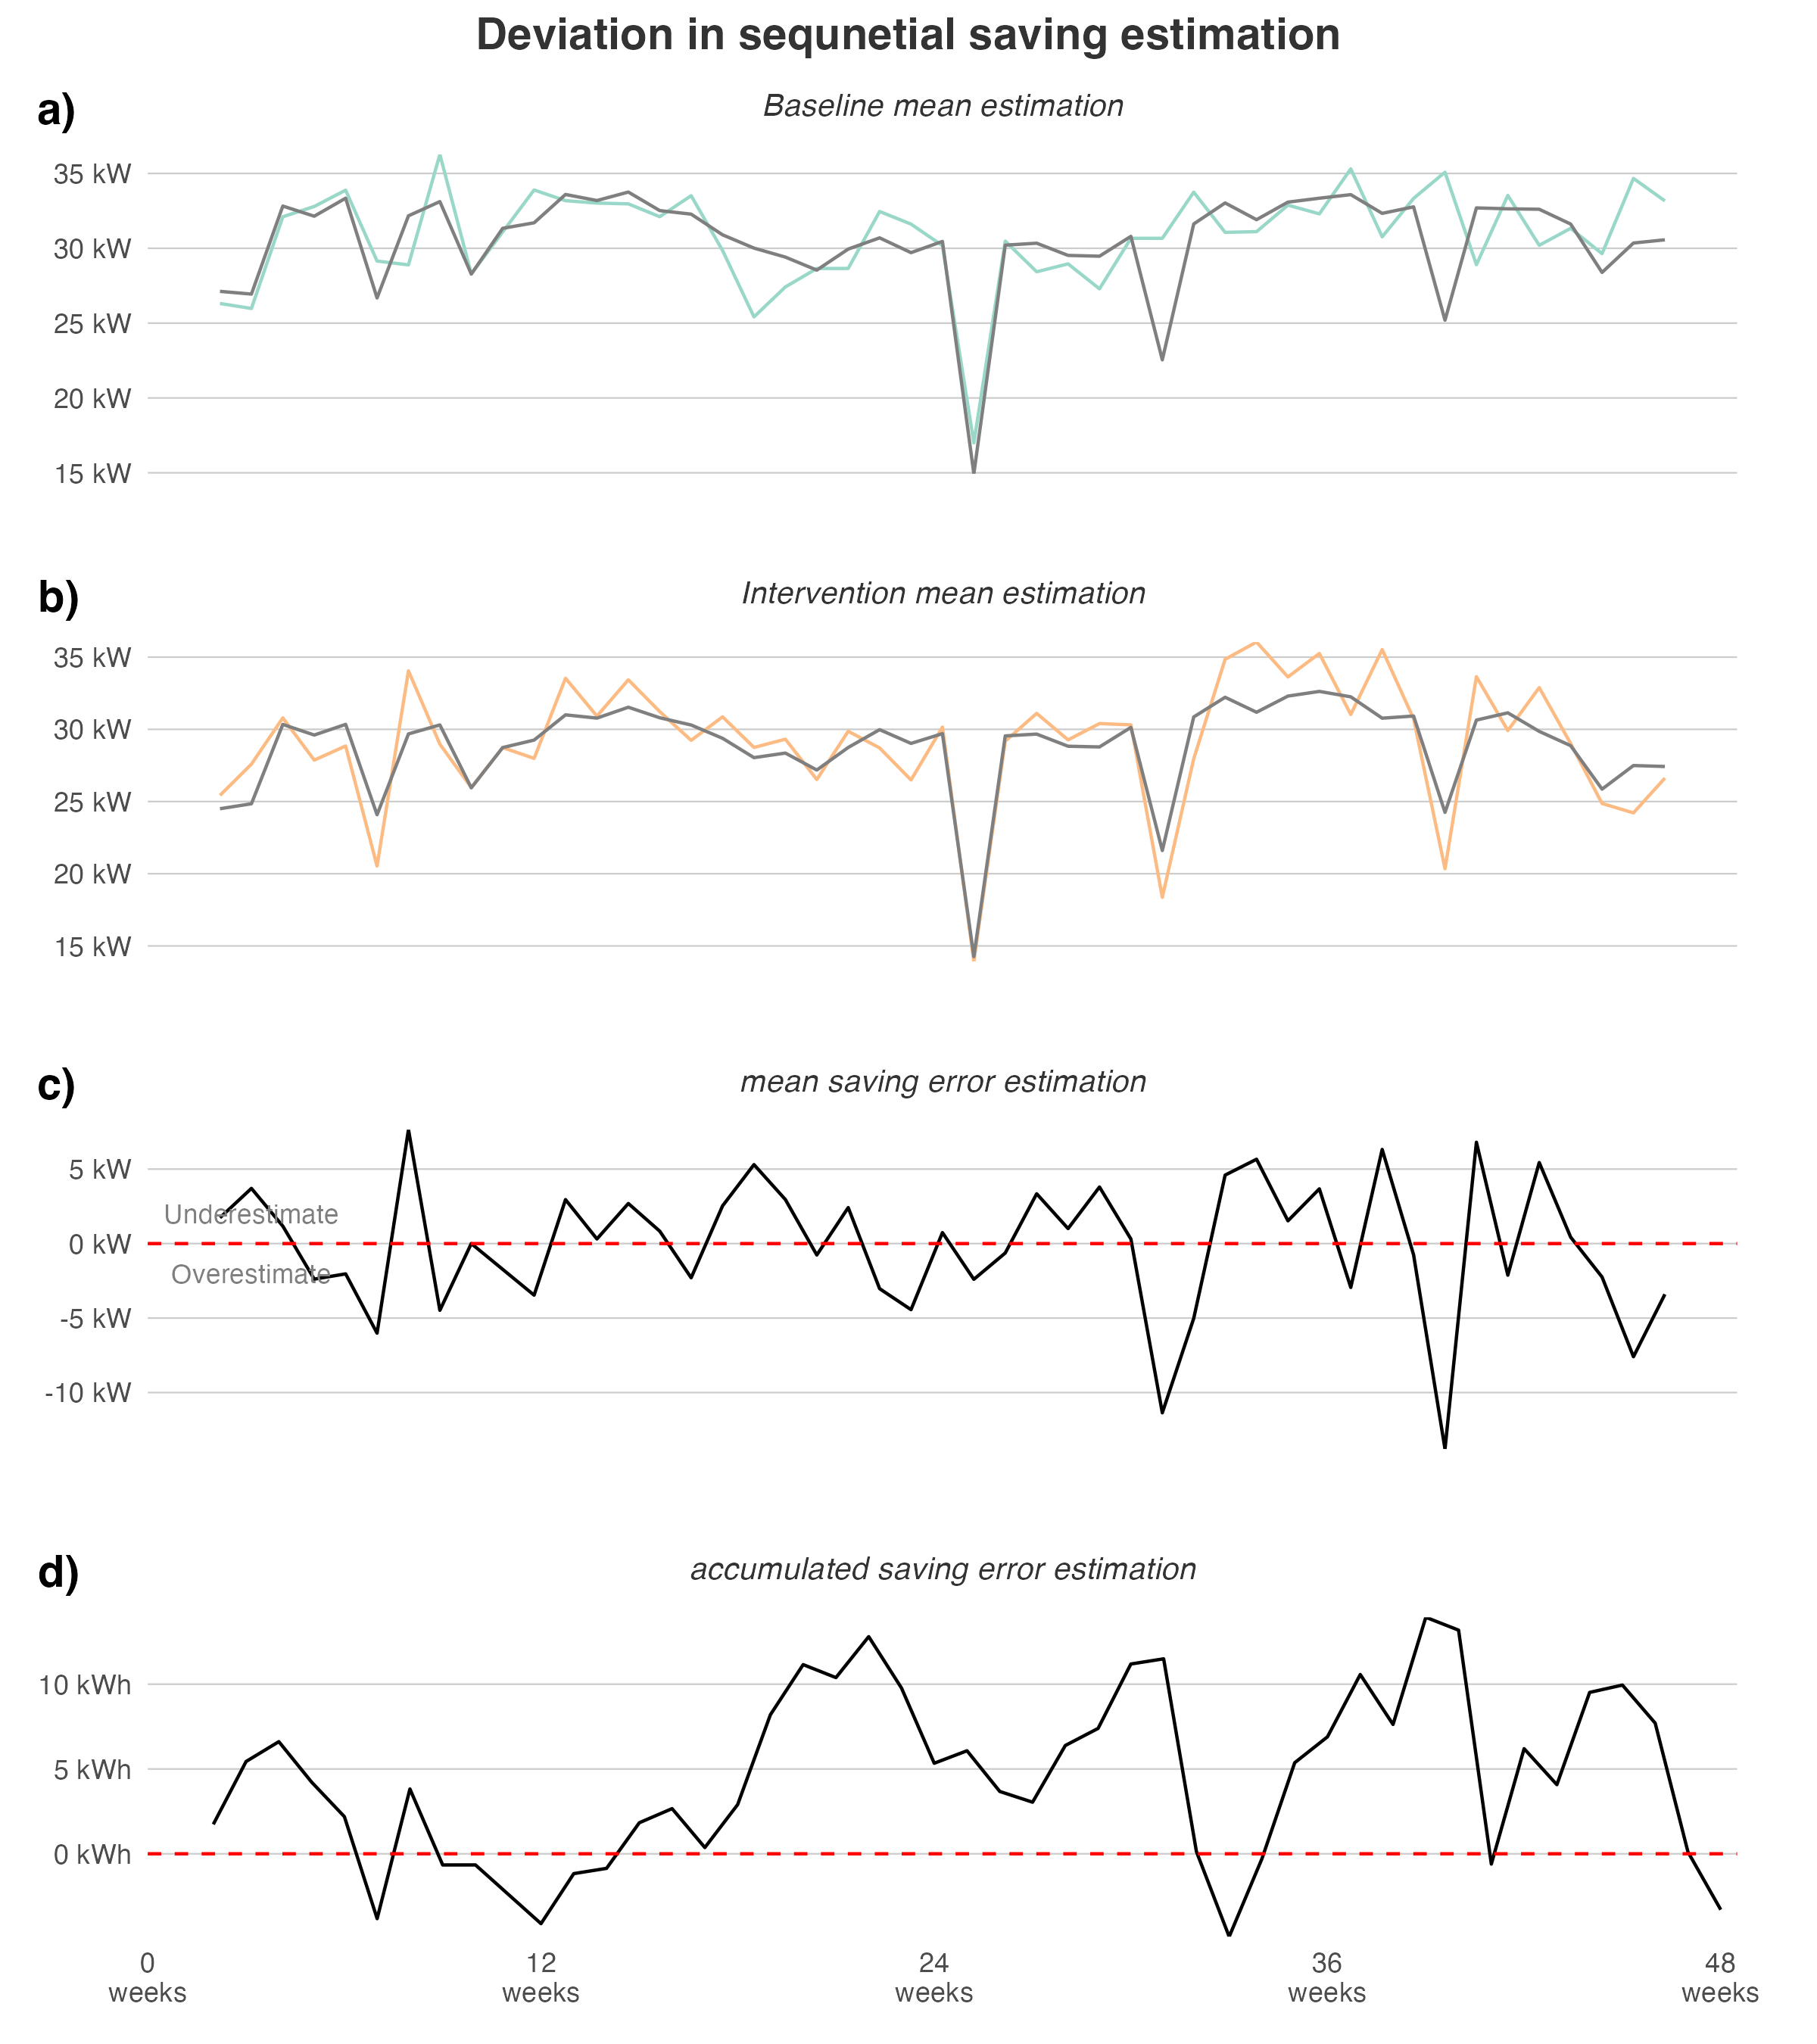 Deviation in sequnetial saving estimation
a)
Baseline mean estimation
35 kW
30 kW
25 kW
20 kW
15 kW
b)
Intervention mean estimation
35 kW
30 kW
25 kW
20 kW
15 kW
c)
mean saving error estimation
5 kW
Underestimate
0 kW
Overestimate
-5 kW
-10 kW
d)
accumulated saving error estimation
10 kWh
5 kWh
0 kWh
0 12 24 36 48
weeks weeks weeks weeks weeks